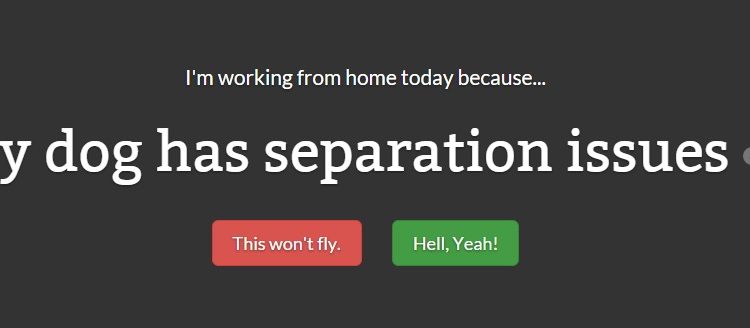 I'm working from home today because...
y dog has separation issues
This won't fly.
Hell, Yeah!